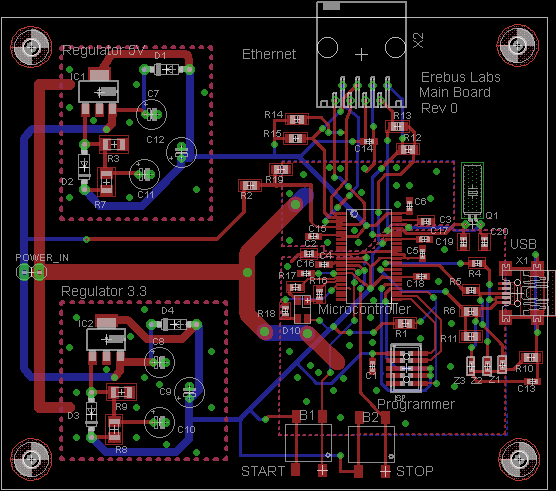 Regulator 5V
D1
IC1
C7
C12
R3
D2
R7
C11
Ethernet
X2
Erebus Labs
Main Board
Rev 0
R14
R15
R13
R12
C14
R19
R2
C6
Q1
C3
C17
C15
C2
C19
C20
USB
C5
C4
C16
X1
R4
C18
R17
R16
R5
R6
POWER_IN
Regulator 3.3
D4
IC2
C8
R18
D10
Microcontroller
R1
R11
C9
R9
D3
C10
R8
C1
ISP
Programmer
Z3
Z2
Z1
R10
C13
B1
B2
START
STOP